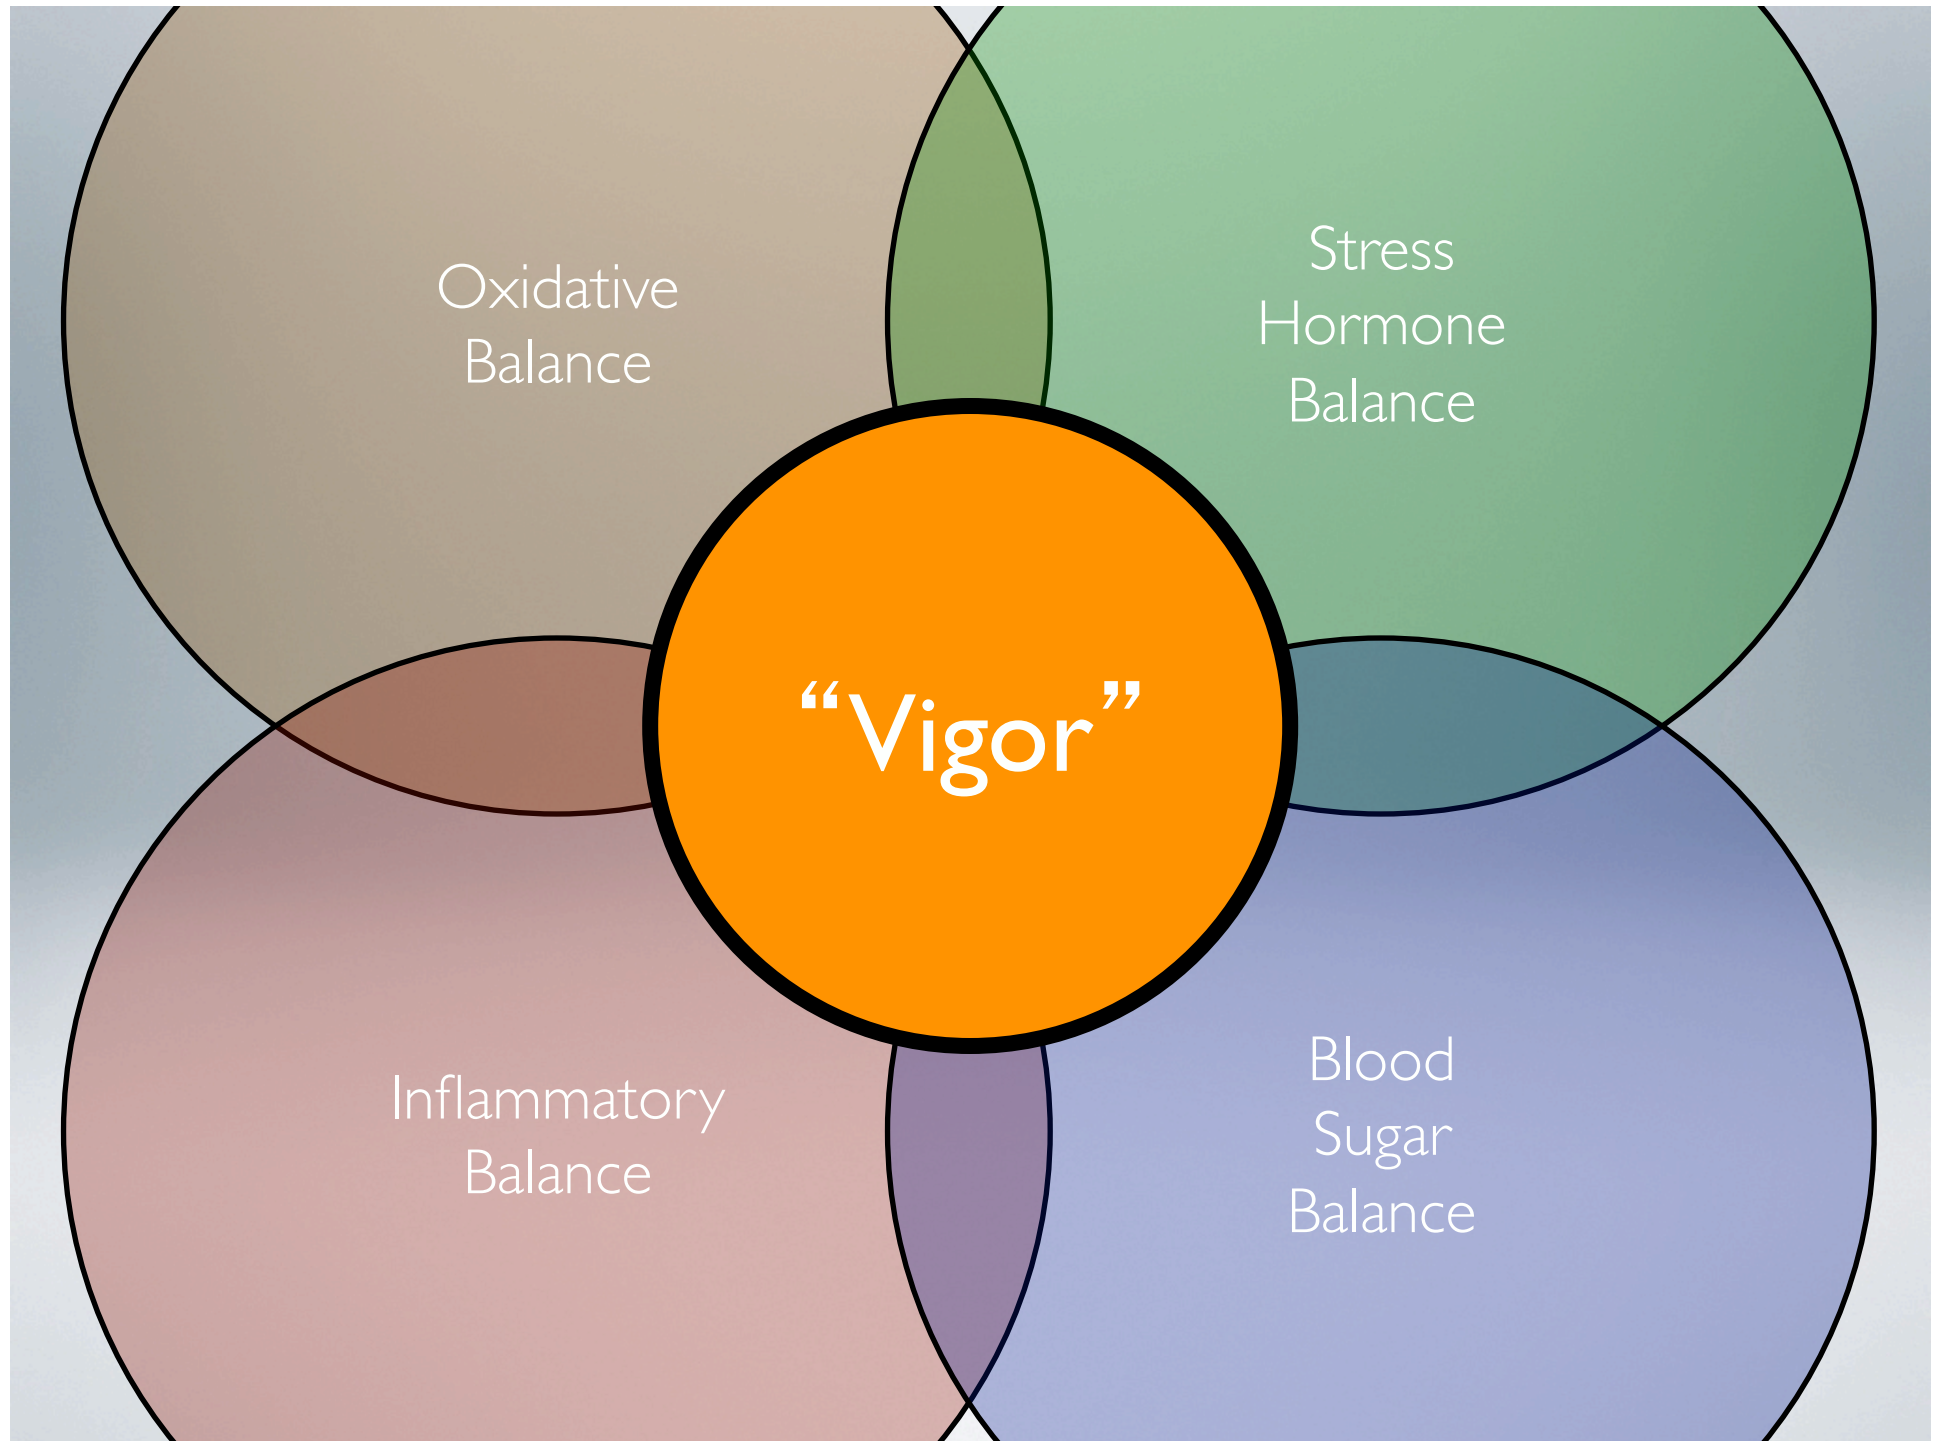 Oxidative
Balance
Stress
Hormone
Balance
“Vigor”
Inflammatory
Balance
Blood
Sugar
Balance